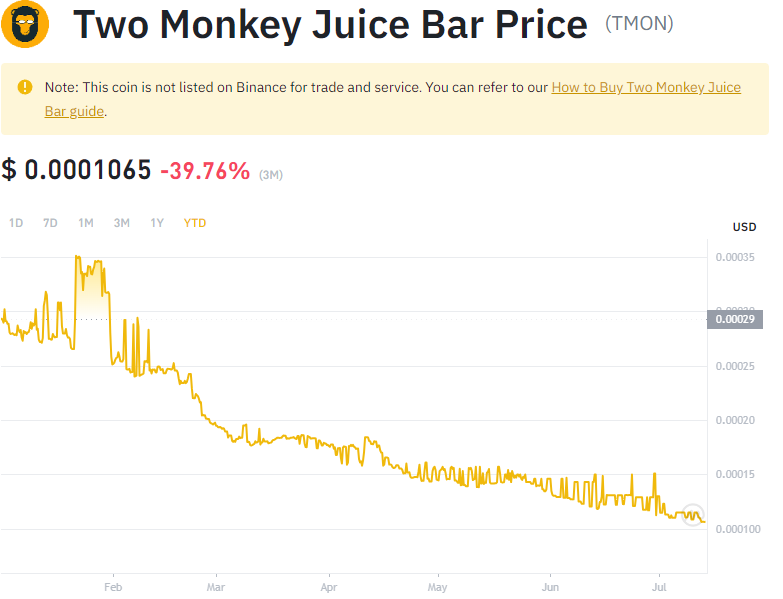 Two Monkey Juice Bar Price (TMON)
Note: This coin is not listed on Binance for trade and service. You can refer to our How to Buy Two Monkey Juice
Bar guide.
$ 0.0001065 -39.76% (3M)
1D 7D 1M 3M 1Y YTD
USD
0.00035
0.00029
0.00025
0.00020
0.00015
0.000100
Feb Mar Apr May Jun Jul